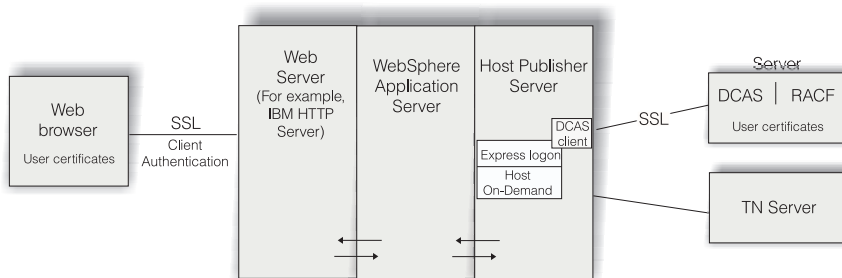 Web
browser
User certificates
SSL
Client
Authentication
Web
Server
(For example,
IBM HTTP
Server)
WebSphere
Application
Server
Host Publisher
Server
DCAS
client
Express logon
Host
On-Demand
SSL
Server
DCAS | RACF
User certificates
TN Server